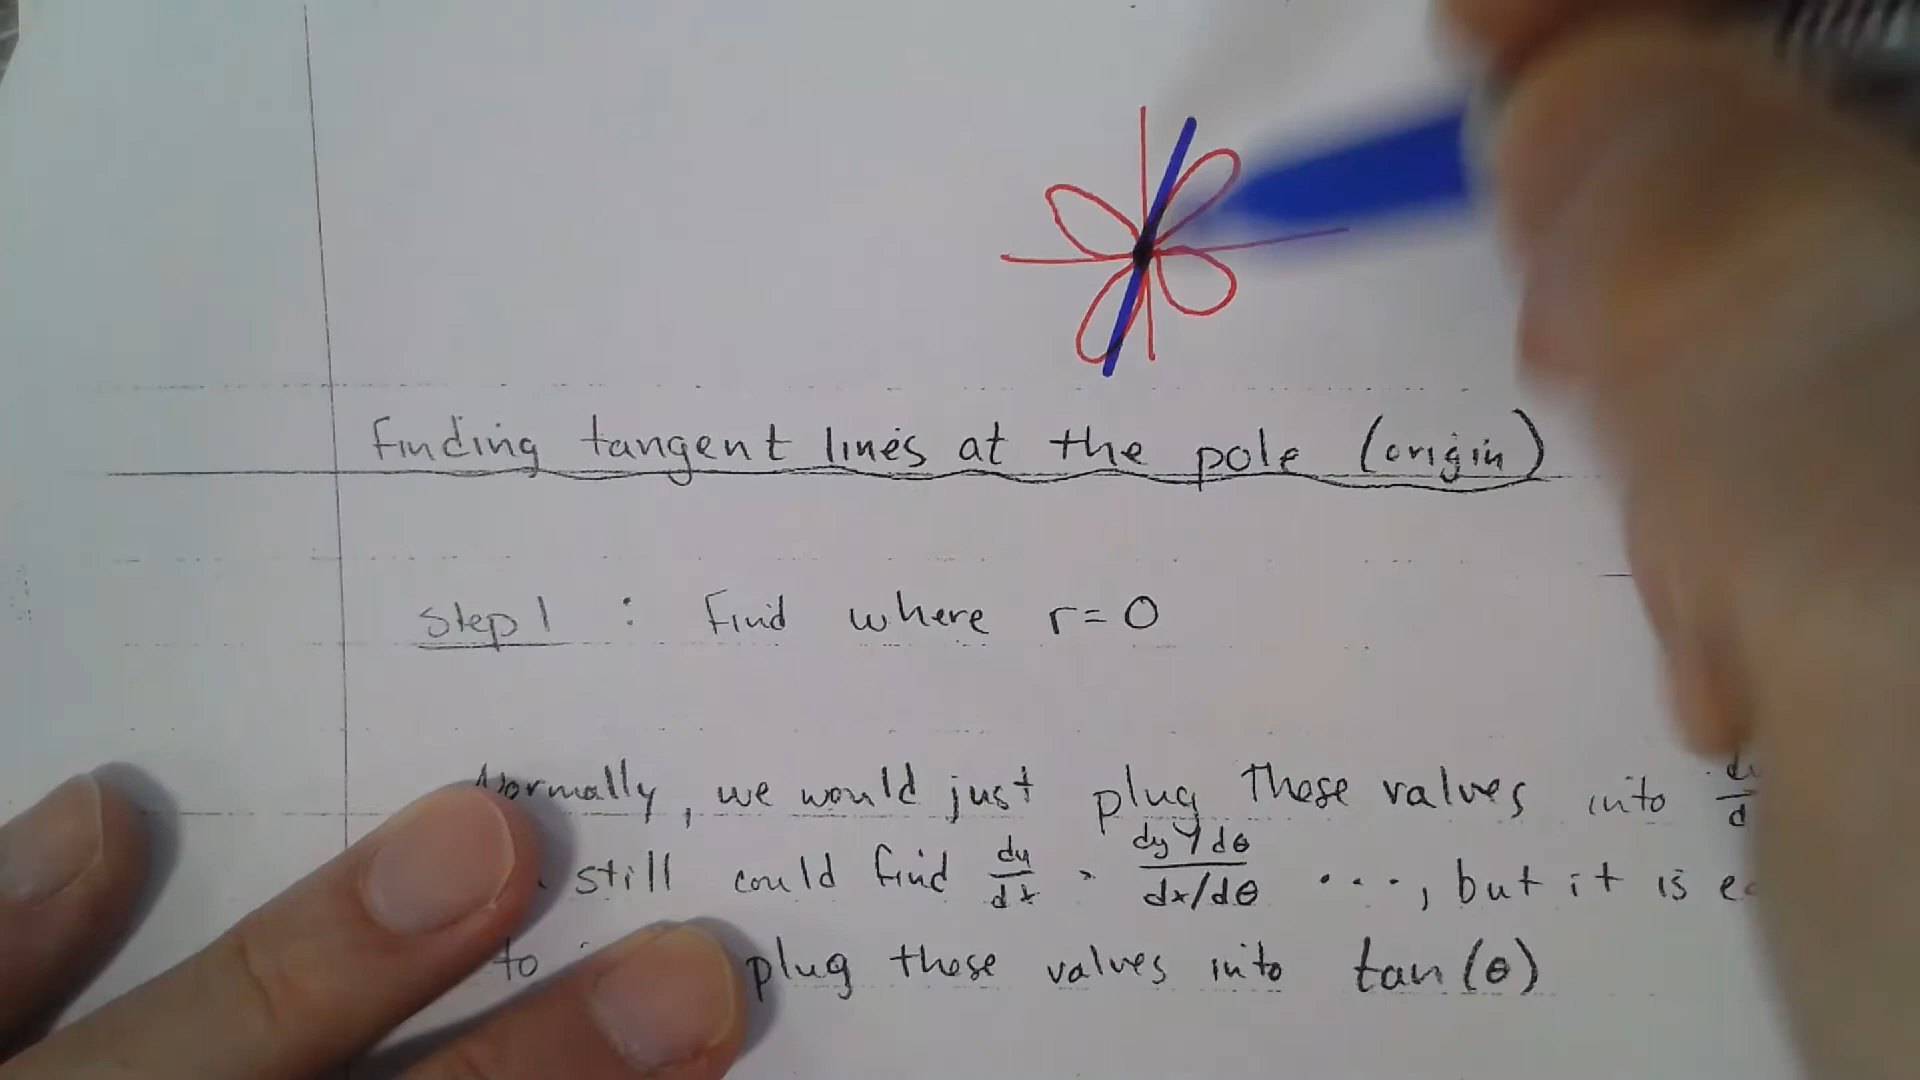 Finding tangent lines at the pole (origin)
Step 1 : Find where r=0
Normally, we would just plug these values into
still could find dy/dx = dy/dθ / dx/dθ ..., but it is
to plug these values into tan(θ)